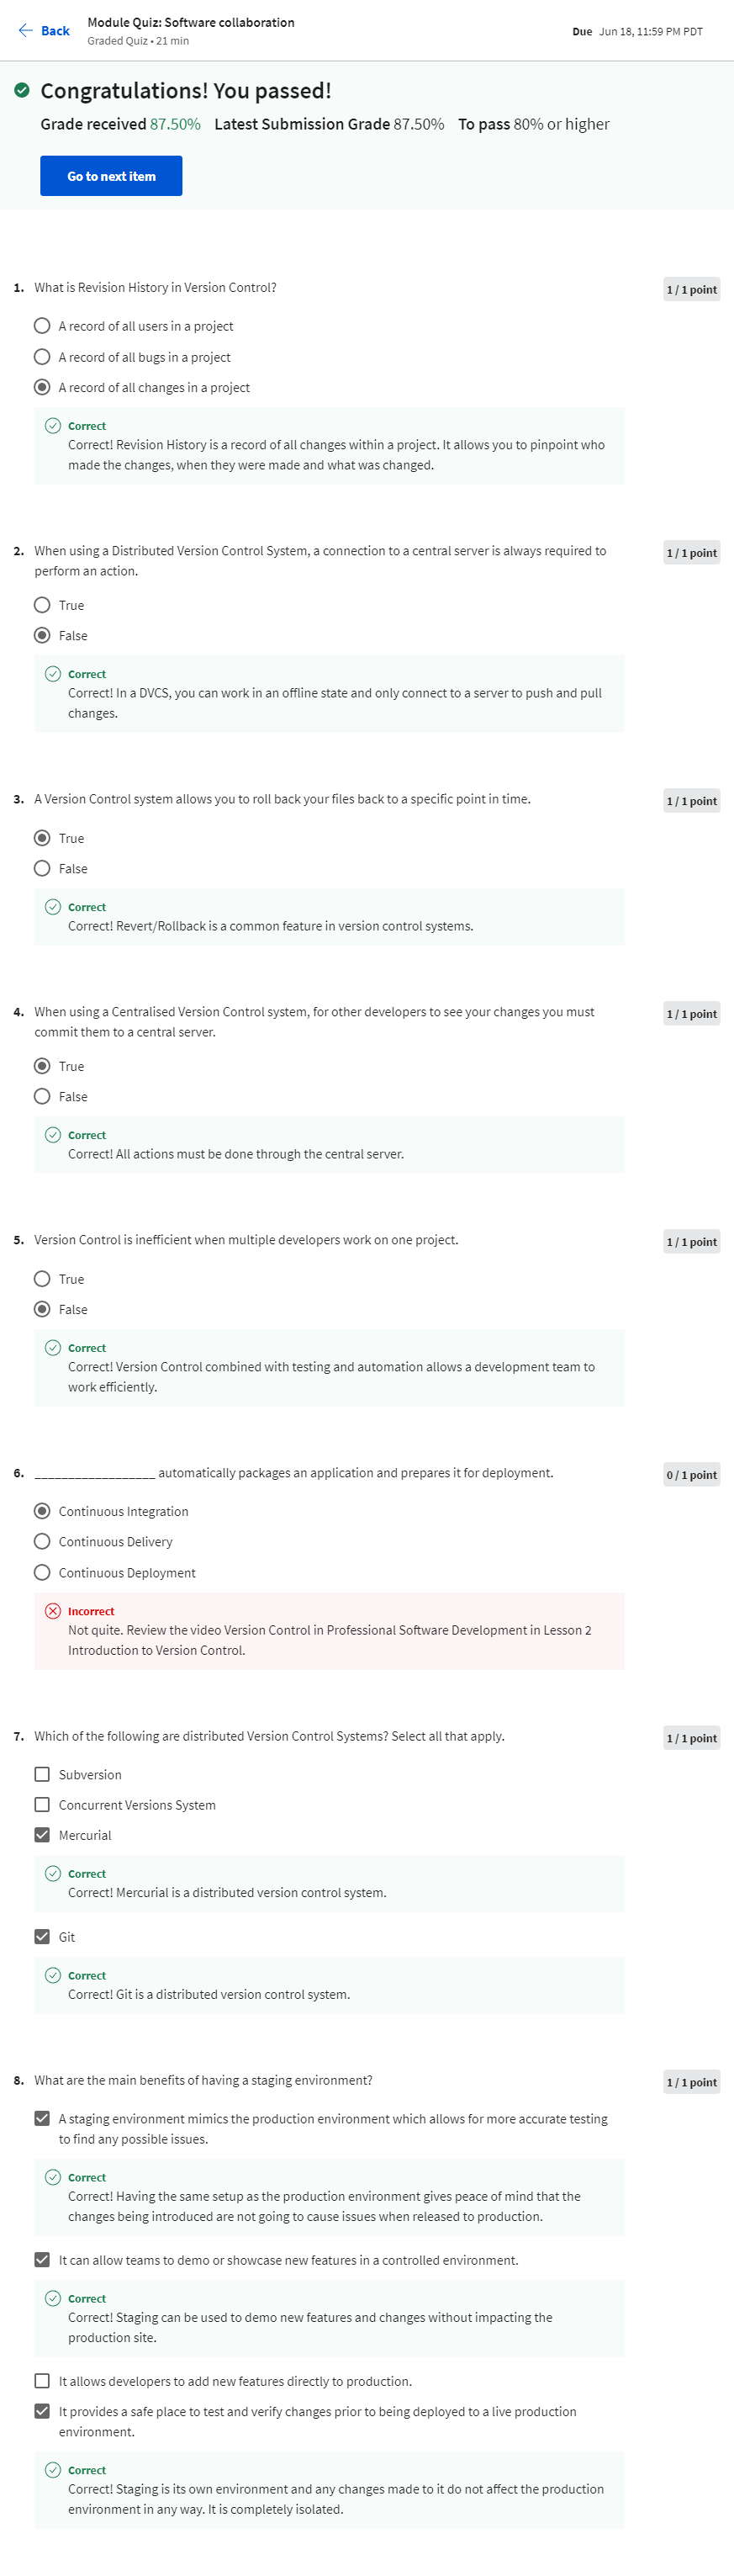 Back
Module Quiz: Software collaboration
Graded Quiz • 21 min
Due Jun 18, 11:59 PM PDT
Congratulations! You passed!
Grade received 87.50% Latest Submission Grade 87.50% To pass 80% or higher
Go to next item
1. What is Revision History in Version Control?
1 / 1 point
A record of all users in a project
A record of all bugs in a project
A record of all changes in a project
Correct
Correct! Revision History is a record of all changes within a project. It allows you to pinpoint who
made the changes, when they were made and what was changed.
2. When using a Distributed Version Control System, a connection to a central server is always required to
perform an action.
1 / 1 point
True
False
Correct
Correct! In a DVCS, you can work in an offline state and only connect to a server to push and pull
changes.
3. A Version Control system allows you to roll back your files back to a specific point in time.
1 / 1 point
True
False
Correct
Correct! Revert/Rollback is a common feature in version control systems.
4. When using a Centralised Version Control system, for other developers to see your changes you must
commit them to a central server.
1 / 1 point
True
False
Correct
Correct! All actions must be done through the central server.
5. Version Control is inefficient when multiple developers work on one project.
1 / 1 point
True
False
Correct
Correct! Version Control combined with testing and automation allows a development team to
work efficiently.
6. __________________ automatically packages an application and prepares it for deployment.
0 / 1 point
Continuous Integration
Continuous Delivery
Continuous Deployment
Incorrect
Not quite. Review the video Version Control in Professional Software Development in Lesson 2
Introduction to Version Control.
7. Which of the following are distributed Version Control Systems? Select all that apply.
1 / 1 point
Subversion
Concurrent Versions System
Mercurial
Correct
Correct! Mercurial is a distributed version control system.
Git
Correct
Correct! Git is a distributed version control system.
8. What are the main benefits of having a staging environment?
1 / 1 point
A staging environment mimics the production environment which allows for more accurate testing
to find any possible issues.
Correct
Correct! Having the same setup as the production environment gives peace of mind that the
changes being introduced are not going to cause issues when released to production.
It can allow teams to demo or showcase new features in a controlled environment.
Correct
Correct! Staging can be used to demo new features and changes without impacting the
production site.
It allows developers to add new features directly to production.
It provides a safe place to test and verify changes prior to being deployed to a live production
environment.
Correct
Correct! Staging is its own environment and any changes made to it do not affect the production
environment in any way. It is completely isolated.